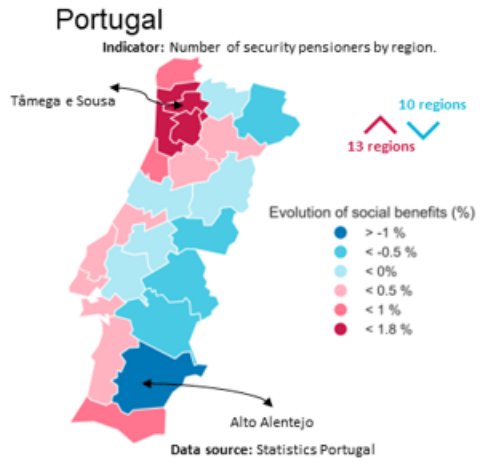 Portugal
Indicator: Number of security pensioners by region.
Tâmega e Sousa
10 regions
13 regions
Evolution of social benefits (%)
> -1 %
< -0.5 %
< 0%
< 0.5 %
< 1 %
< 1.8 %
Alto Alentejo
Data source: Statistics Portugal